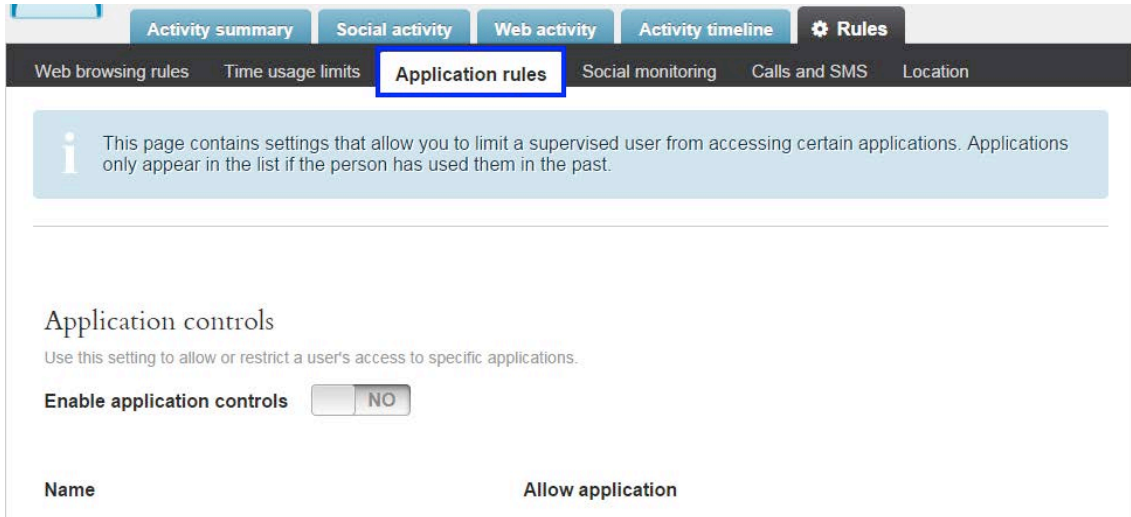 Activity summary Social activity Web activity Activity timeline Rules
Web browsing rules Time usage limits Application rules Social monitoring Calls and SMS Location
This page contains settings that allow you to limit a supervised user from accessing certain applications. Applications
only appear in the list if the person has used them in the past.
Application controls
Use this setting to allow or restrict a user's access to specific applications.
Enable application controls NO
Name Allow application